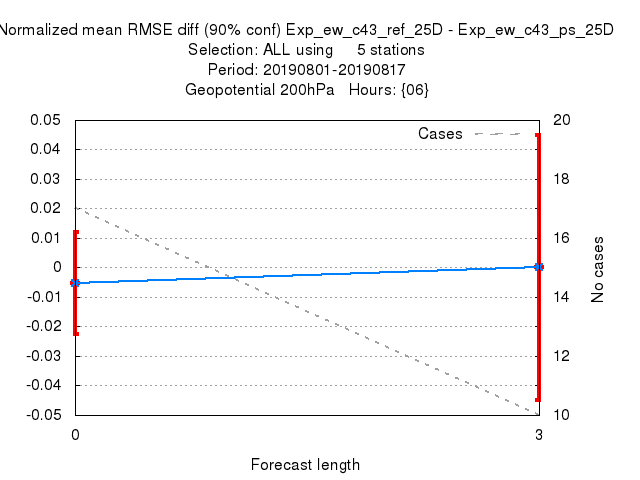 Normalized mean RMSE diff (90% conf) Exp_ew_c43_ref_25D - Exp_ew_c43_ps_25D
Selection: ALL using 5 stations
Period: 20190801-20190817
Geopotential 200hPa Hours: {06}
0.05
0.04
0.03
0.02
0.01
0
-0.01
-0.02
-0.03
-0.04
-0.05
Cases
20
18
16
14
12
10
No cases
0
3
Forecast length